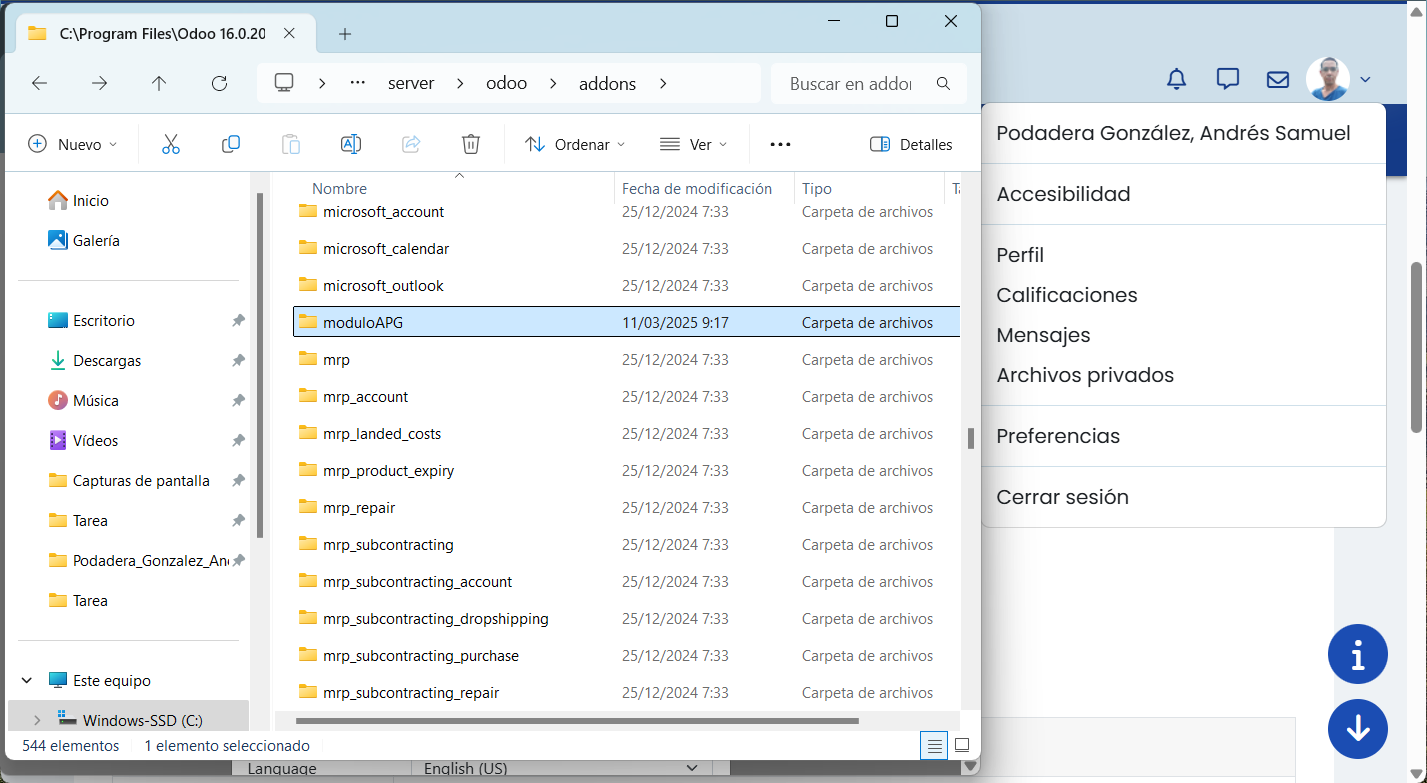 C:\Program Files\Odoo 16.0.20
server
odoo
addons
Buscar en addor
Nuevo
Ordenar
Ver
Detalles
Inicio
Galería
Escritorio
Descargas
Música
Vídeos
Capturas de pantalla
Tarea
Podadera_Gonzalez_An
Tarea
Este equipo
Windows-SSD (C:)
Nombre Fecha de modificación Tipo Ta
microsoft_account 25/12/2024 7:33 Carpeta de archivos
microsoft_calendar 25/12/2024 7:33 Carpeta de archivos
microsoft_outlook 25/12/2024 7:33 Carpeta de archivos
moduloAPG 11/03/2025 9:17 Carpeta de archivos
mrp 25/12/2024 7:33 Carpeta de archivos
mrp_account 25/12/2024 7:33 Carpeta de archivos
mrp_landed_costs 25/12/2024 7:33 Carpeta de archivos
mrp_product_expiry 25/12/2024 7:33 Carpeta de archivos
mrp_repair 25/12/2024 7:33 Carpeta de archivos
mrp_subcontracting 25/12/2024 7:33 Carpeta de archivos
mrp_subcontracting_account 25/12/2024 7:33 Carpeta de archivos
mrp_subcontracting_dropshipping 25/12/2024 7:33 Carpeta de archivos
mrp_subcontracting_purchase 25/12/2024 7:33 Carpeta de archivos
mrp_subcontracting_repair 25/12/2024 7:33 Carpeta de archivos
544 elementos 1 elemento seleccionado
Language English (US)
Podadera González, Andrés Samuel
Accesibilidad
Perfil
Calificaciones
Mensajes
Archivos privados
Preferencias
Cerrar sesión